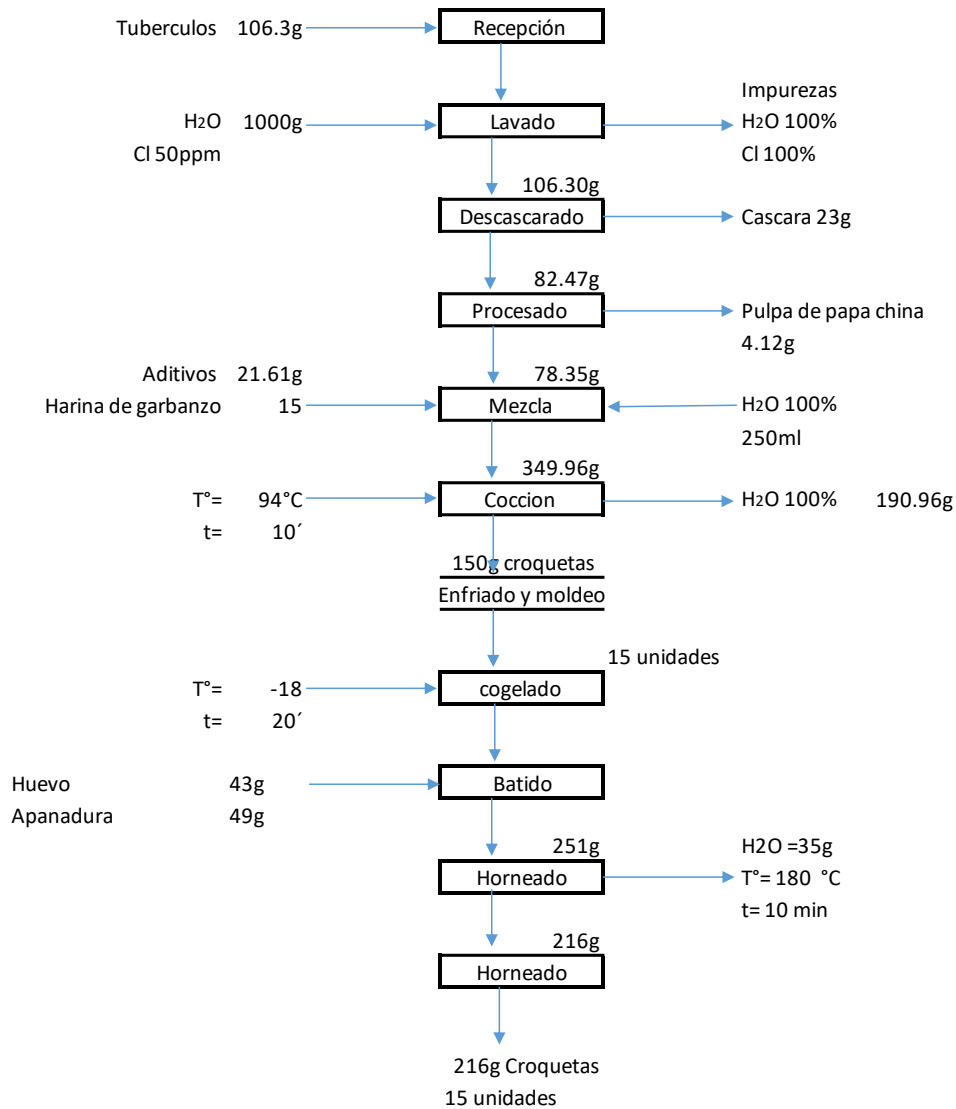 Tuberculos 106.3g Recepción
Impurezas
H2O 1000g Lavado H2O 100%
Cl 50ppm Cl 100%
106.30g
Descascarado Cascara 23g
82.47g
Procesado Pulpa de papa china
4.12g
Aditivos 21.61g 78.35g
Harina de garbanzo 15 Mezcla H2O 100%
250ml
349.96g
T°= 94°C Coccion H2O 100% 190.96g
t= 10´
150g croquetas
Enfriado y moldeo
15 unidades
T°= -18 cogelado
t= 20´
Huevo 43g Batido
Apanadura 49g
251g H2O =35g
Horneado T°= 180 °C
t= 10 min
216g
Horneado
216g Croquetas
15 unidades